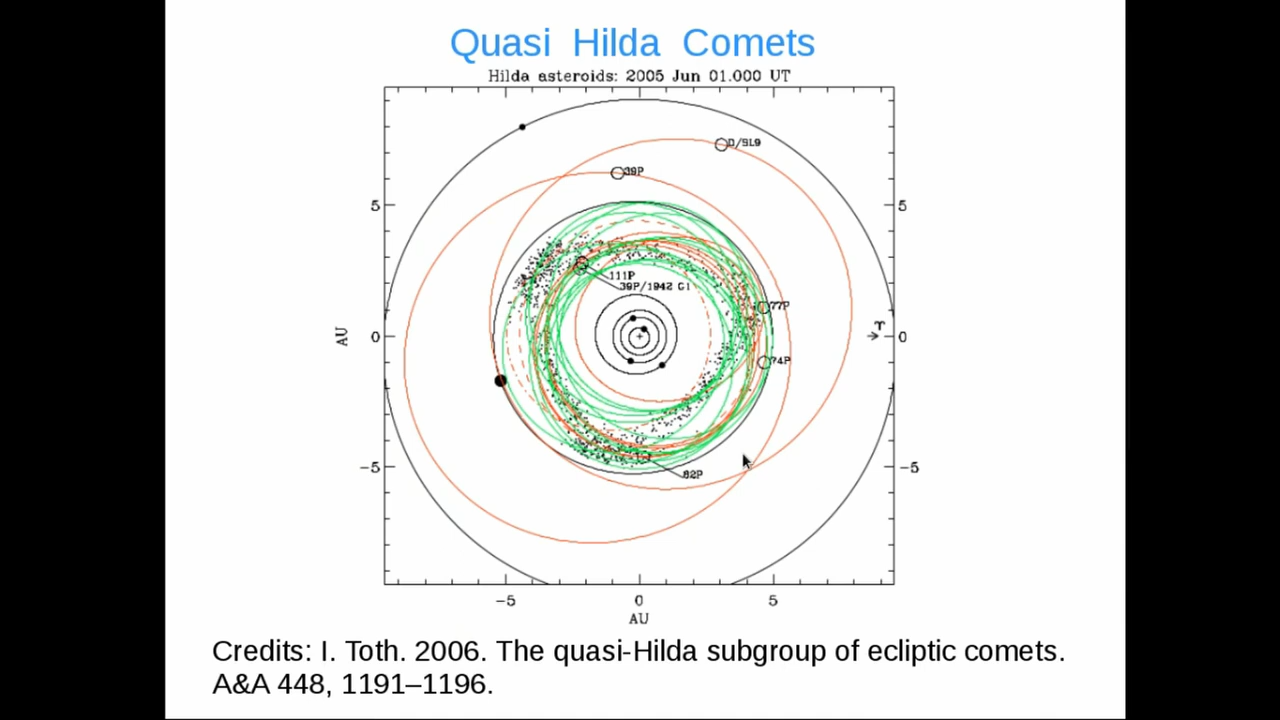 Quasi Hilda Comets
Hilda asteroids: 2005 Jun 01.000 UT
D/SL9
39P
5
5
111P
39P/1942 G1
77P
0
AU
♈
0
74P
-5
-5
82P
-5
0
5
AU
Credits: I. Toth. 2006. The quasi-Hilda subgroup of ecliptic comets.
A&A 448, 1191–1196.